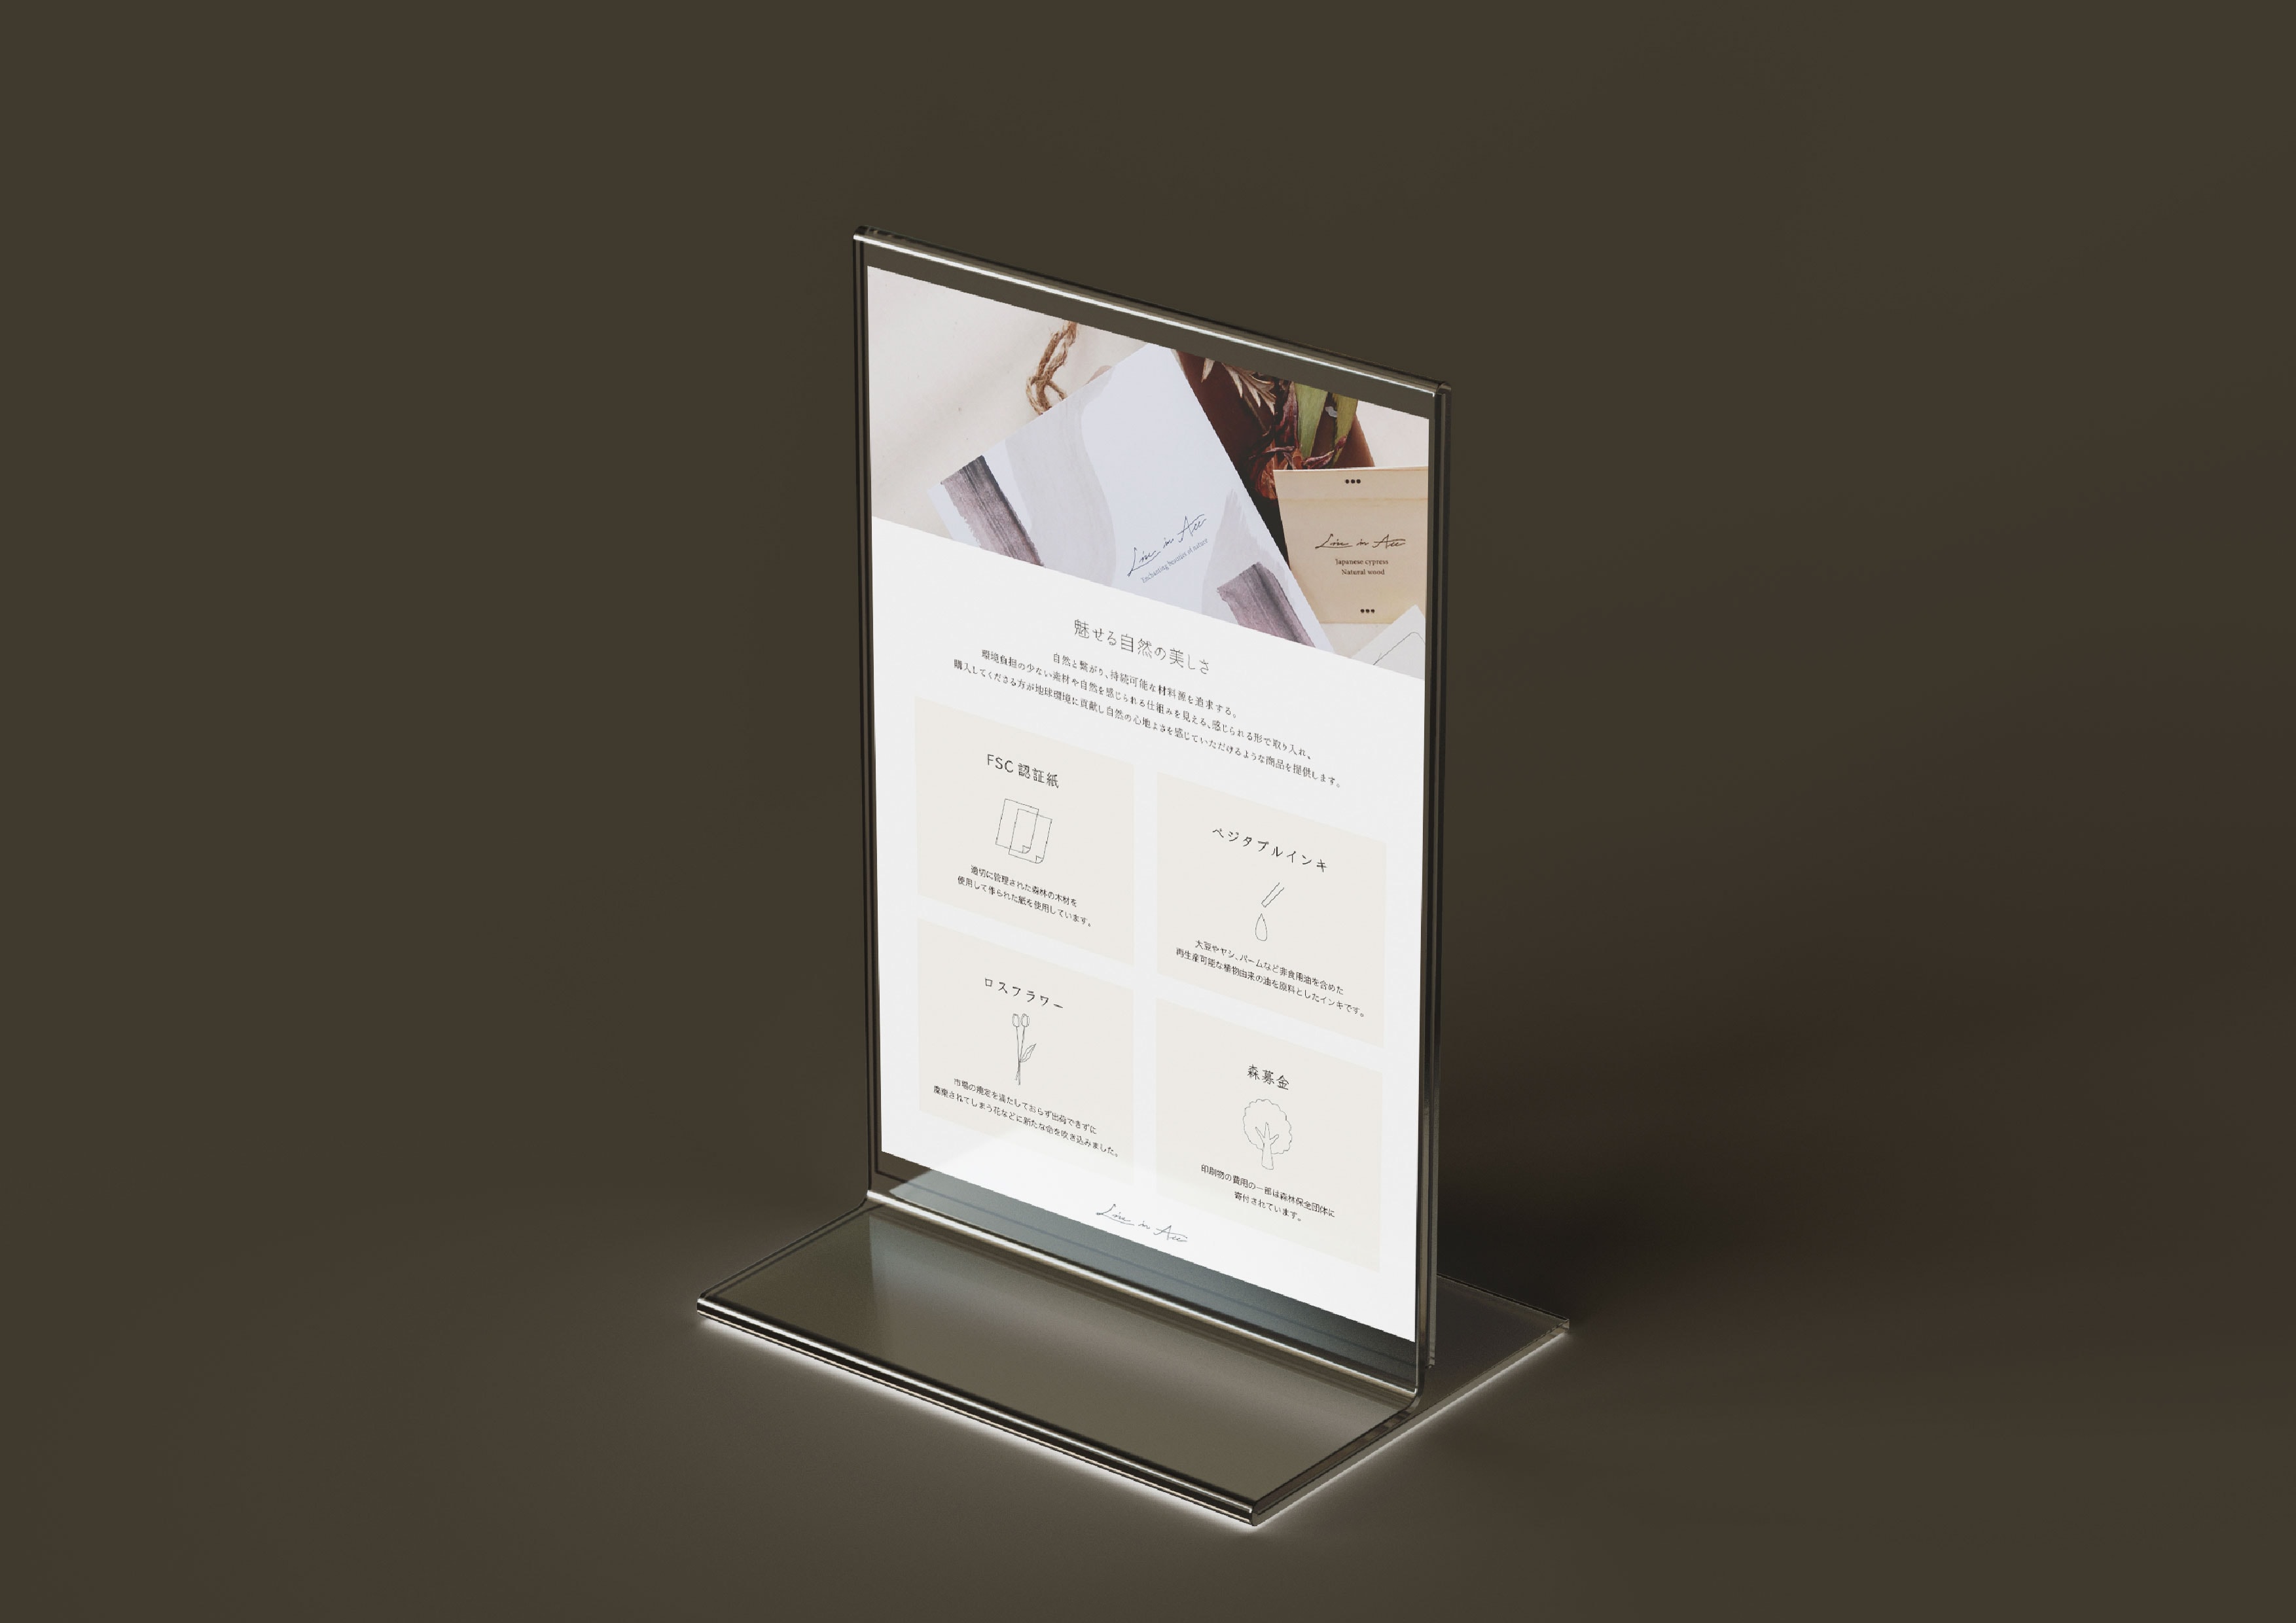 Live in Art
Enchanting beauties of nature
Live in Art
Japanese cypress
Natural wood
魅せる自然の美しさ
自然と繋がり、持続可能な材料源を追求する。
環境負担の少ない素材や自然を感じられる仕組みを見える、感じられる形で取り入れ、
購入してくださる方が地球環境に貢献し自然の心地よさを感じていただけるような商品を提供します。
FSC 認証紙
適切に管理された森林の木材を
使用して作られた紙を使用しています。
ベジタブルインキ
大豆やヤシ、パームなど非食用油を含めた
再生産可能な植物由来の油を原料としたインキです。
ロスフラワー
市場の規定を満たしておらず出荷できずに
廃棄されてしまう花などに新たな命を吹き込みました。
森募金
印刷物の費用の一部は森林保全団体に
寄付されています。
Live in Art